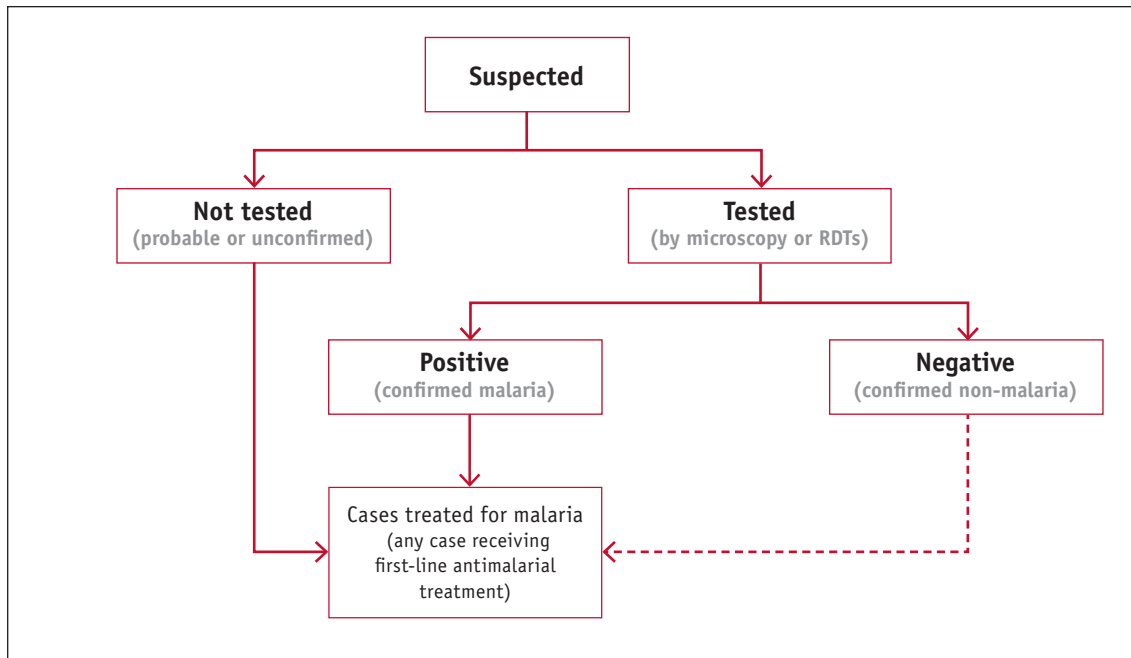 Suspected
Not tested
(probable or unconfirmed)
Tested
(by microscopy or RDTs)
Positive
(confirmed malaria)
Negative
(confirmed non-malaria)
Cases treated for malaria
(any case receiving
first-line antimalarial
treatment)